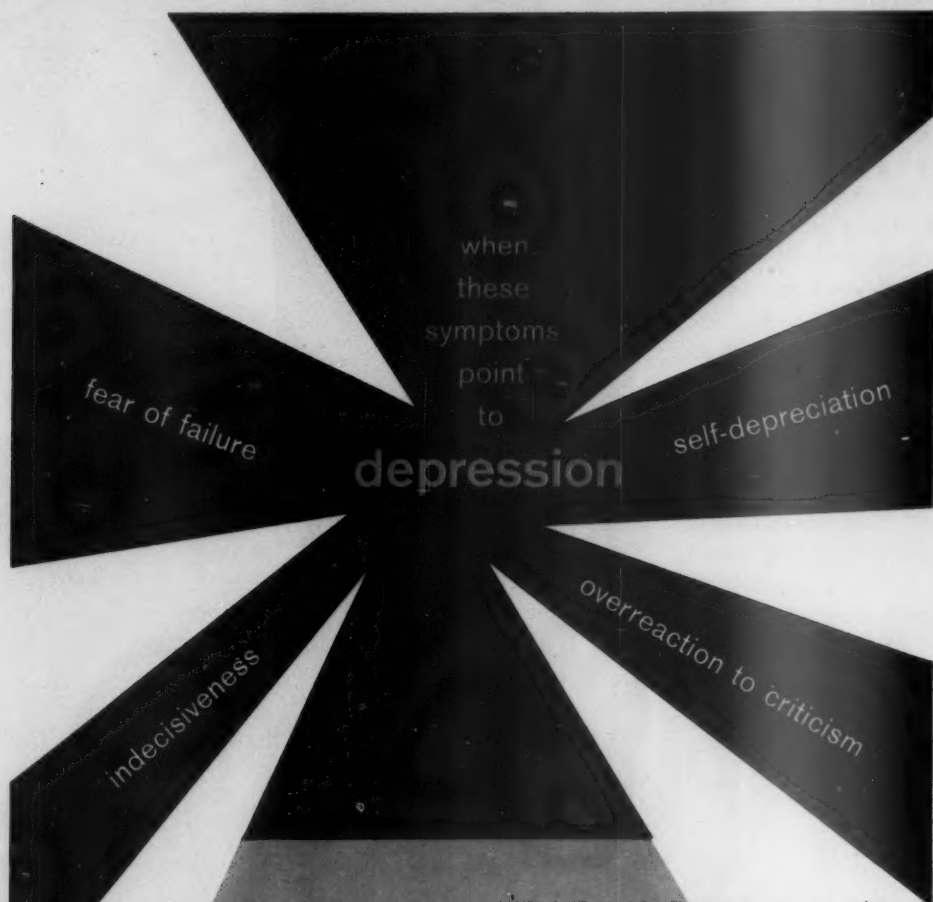 when
these
symptoms
point
to
depression
fear of failure
self-depreciation
indecisiveness
overreaction to criticism